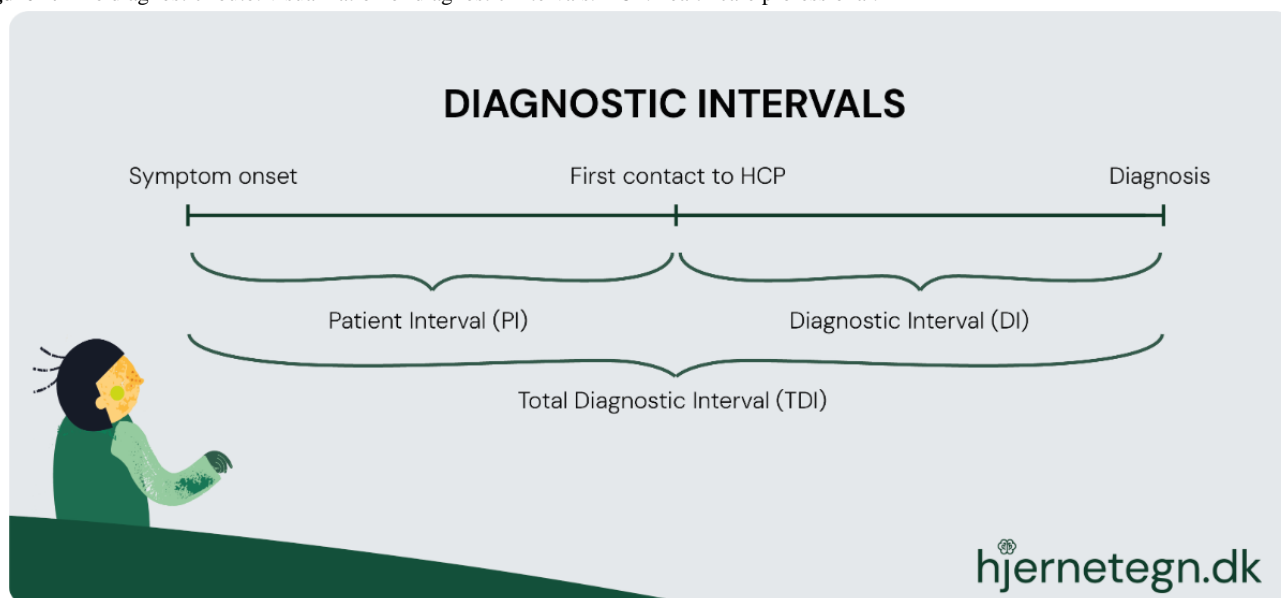 DIAGNOSTIC INTERVALS
Symptom onset First contact to HCP Diagnosis
Patient Interval (PI) Diagnostic Interval (DI)
Total Diagnostic Interval (TDI)
hjernetegn.dk